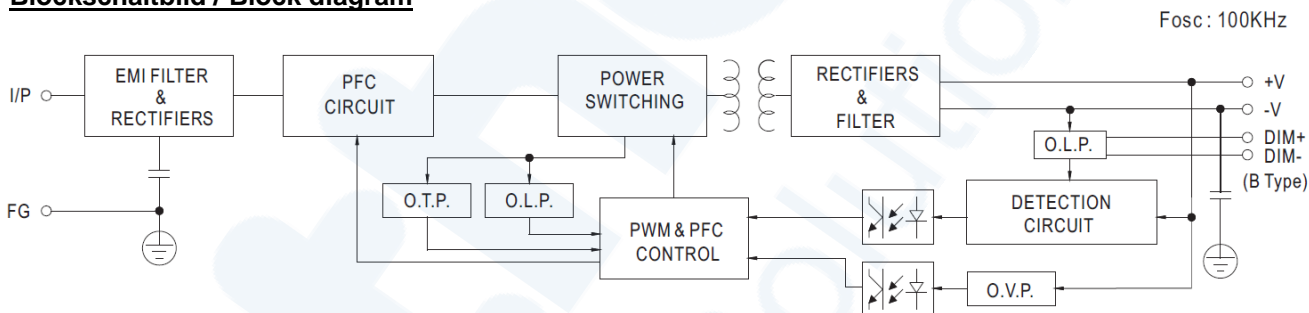 Blockschaltbild / Block diagram
Fosc : 100KHz
I/P
EMI FILTER
&
RECTIFIERS
PFC
CIRCUIT
POWER
SWITCHING
RECTIFIERS
&
FILTER
+V
-V
DIM+
DIM-
(B Type)
O.L.P.
FG
O.T.P.
O.L.P.
PWM & PFC
CONTROL
DETECTION
CIRCUIT
O.V.P.